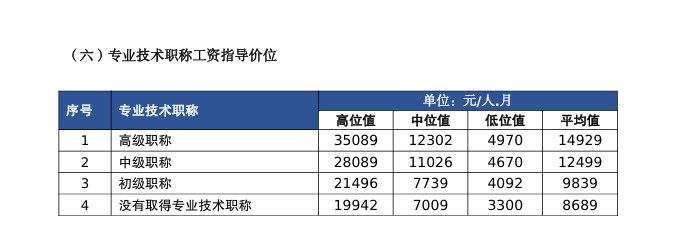 （六）专业技术职称工资指导价位
序号 专业技术职称 单位：元/人.月
高位值 中位值 低位值 平均值
1 高级职称 35089 12302 4970 14929
2 中级职称 28089 11026 4670 12499
3 初级职称 21496 7739 4092 9839
4 没有取得专业技术职称 19942 7009 3300 8689